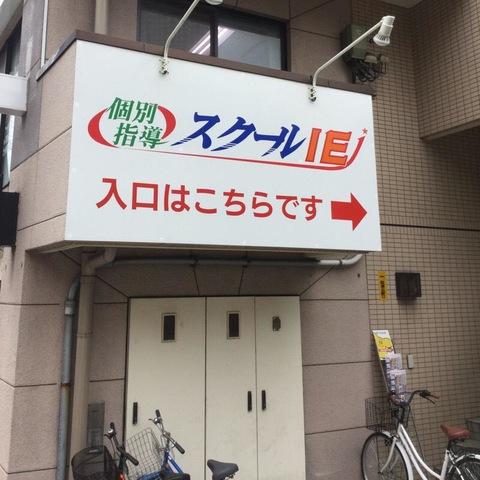 個別
指導
スクールIE
入口はこちらです